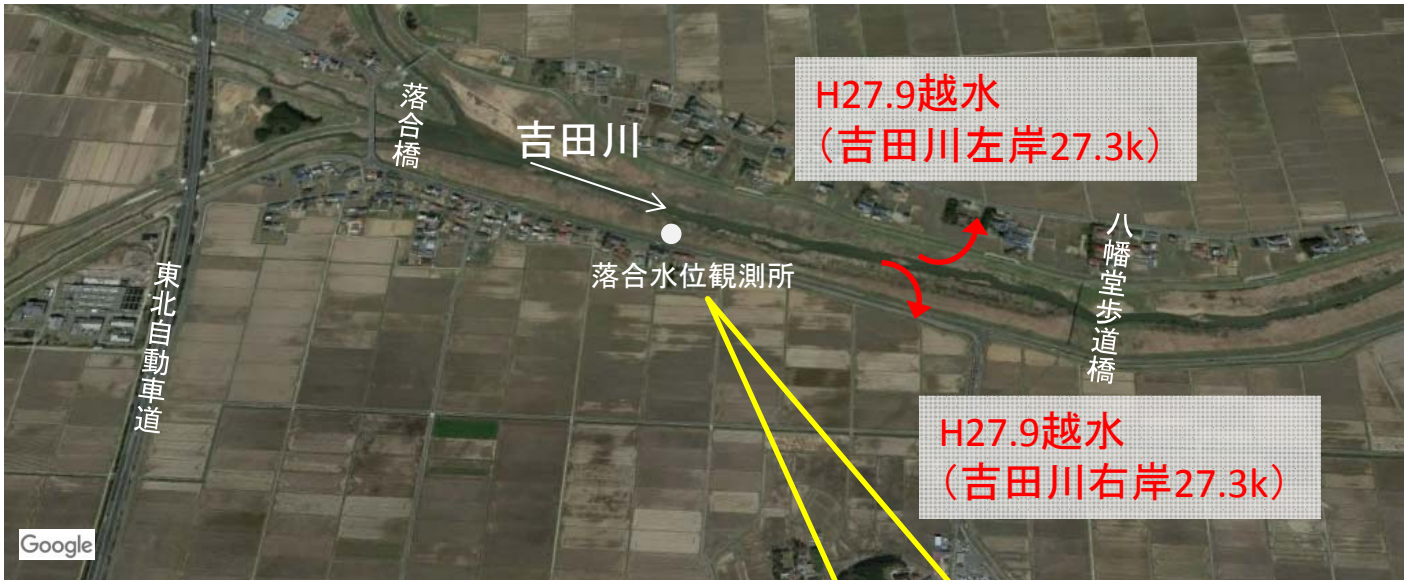 H27.9越水
（吉田川左岸27.3k）
落合橋
吉田川
八幡堂歩道橋
落合水位観測所
東北自動車道
H27.9越水
（吉田川右岸27.3k）
Google